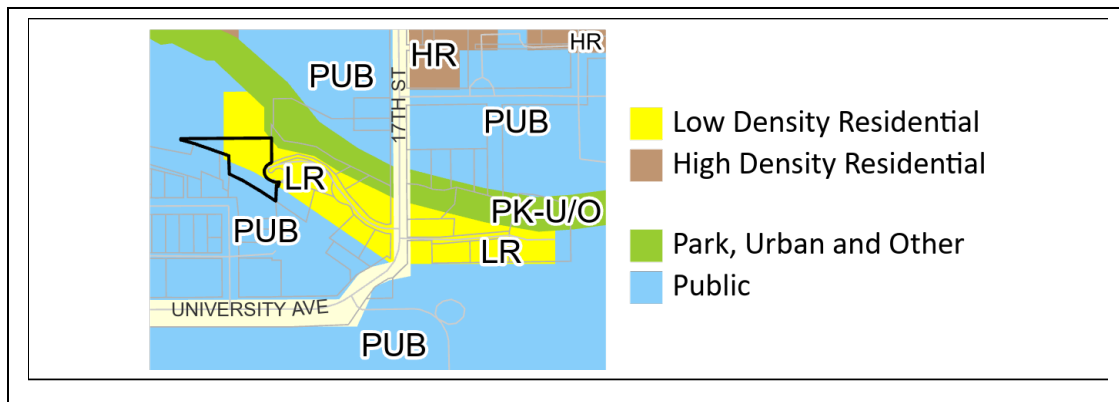 HR
HR
PUB
17TH ST
PUB
LR
PK-U/O
PUB
LR
UNIVERSITY AVE
PUB
Low Density Residential
High Density Residential
Park, Urban and Other
Public